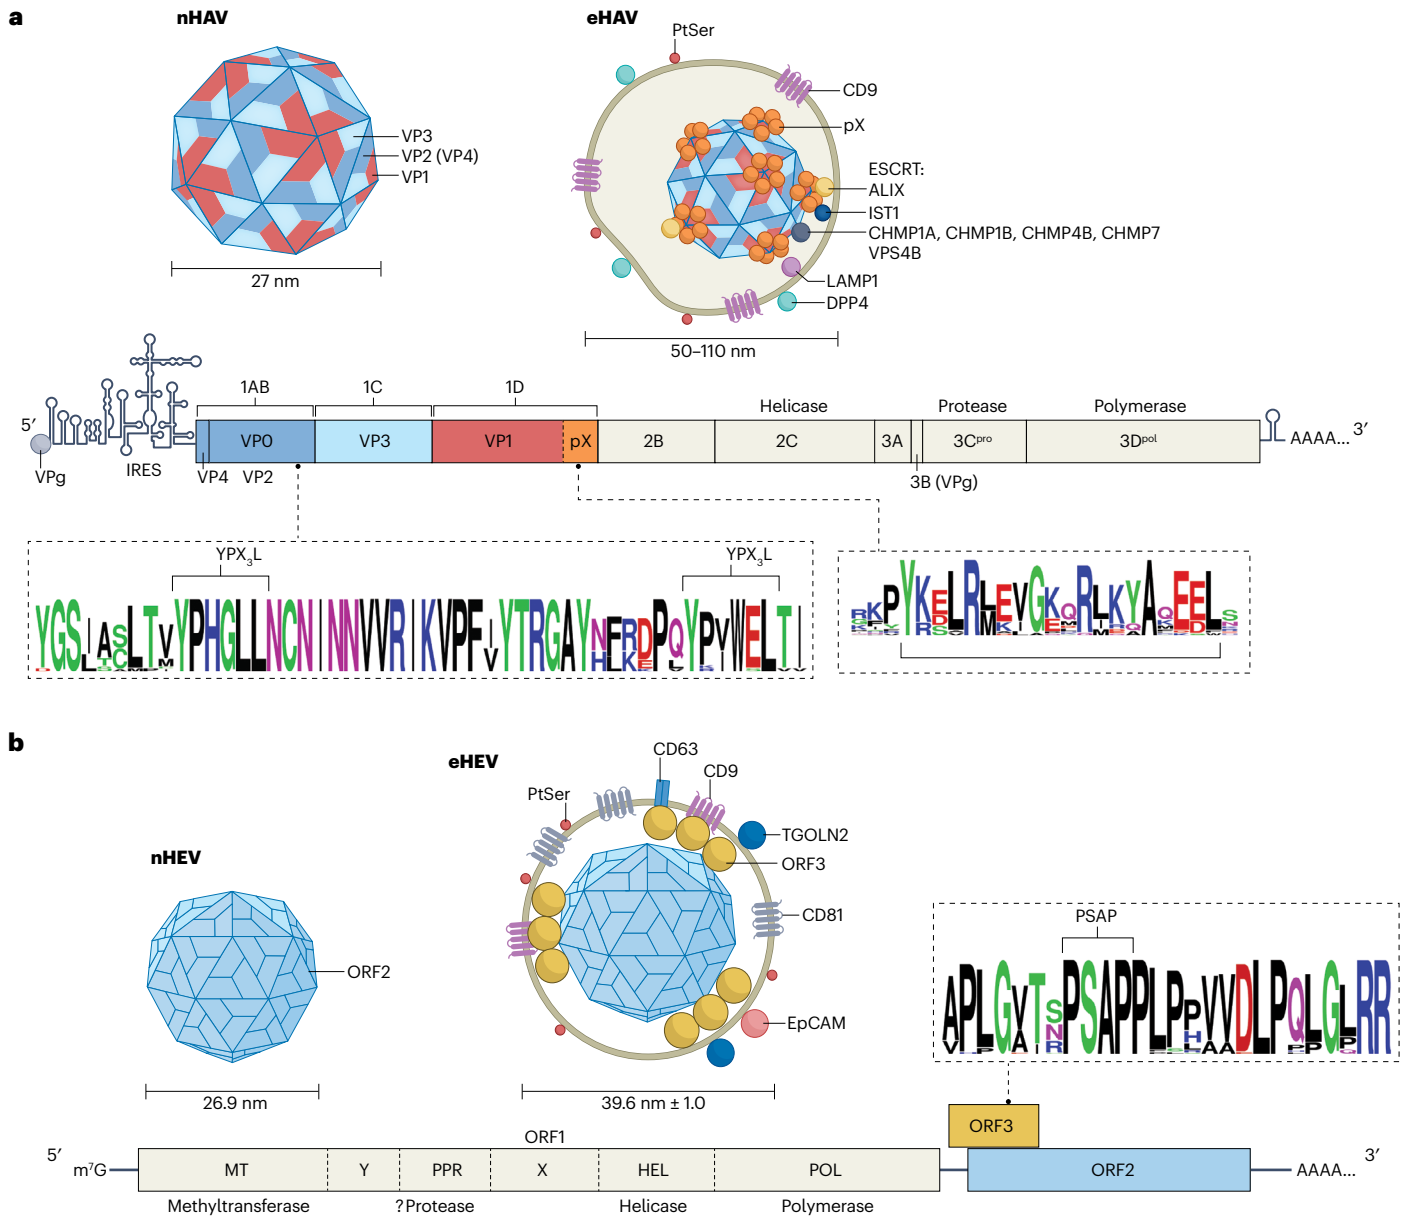 a
nHAV
eHAV
PtSer
CD9
pX
VP3
VP2 (VP4)
VP1
ESCRT:
ALIX
IST1
CHMP1A, CHMP1B, CHMP4B, CHMP7
VPS4B
LAMP1
DPP4
27 nm
50–110 nm
1AB
1C
1D
Helicase
Protease
Polymerase
5′
VP0
VP3
VP1
pX
2B
2C
3A
3Cpro
3Dpol
AAAA...
3′
VPg
IRES
VP4
VP2
3B (VPg)
YPX3L
YPX3L
YGSLASLTVYPHGLLNCNINNVVRIKVPFIYTRGAYNFRDPQYPVWELTI
KPYKELRLEVGKQRLKYAQEELS
b
eHEV
CD63
CD9
PtSer
TGOLN2
ORF3
nHEV
CD81
ORF2
EpCAM
PSAP
APLGVTSPSAPPLPPVVDLPQLGLRR
26.9 nm
39.6 nm ± 1.0
ORF3
ORF1
5′
m7G
MT
Y
PPR
X
HEL
POL
ORF2
AAAA...
3′
Methyltransferase
?Protease
Helicase
Polymerase